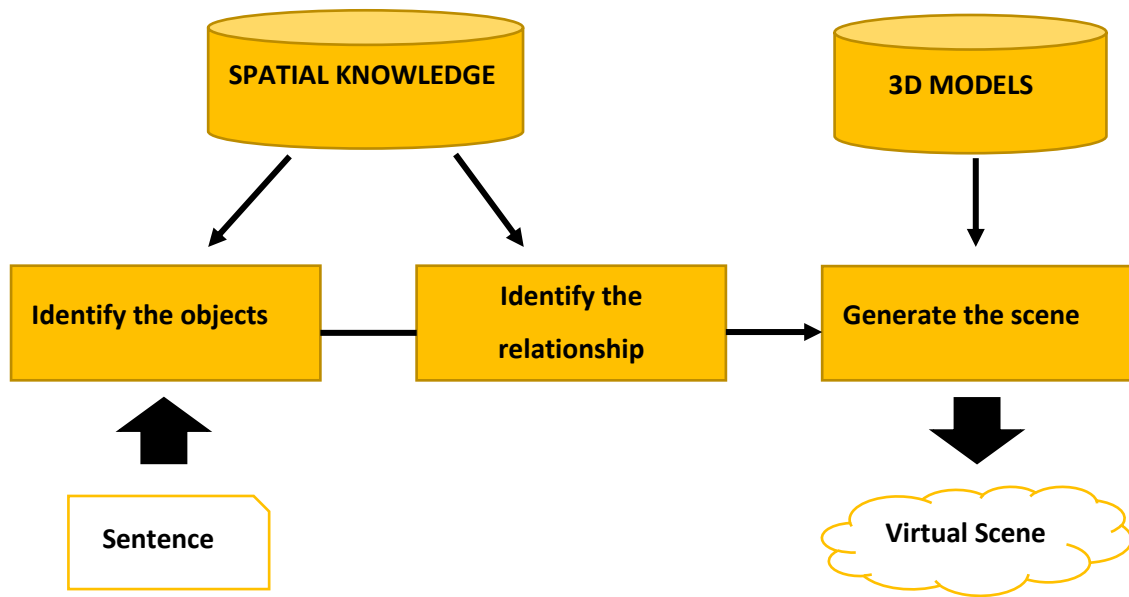 SPATIAL KNOWLEDGE
3D MODELS
Identify the objects
Identify the
relationship
Generate the scene
Sentence
Virtual Scene